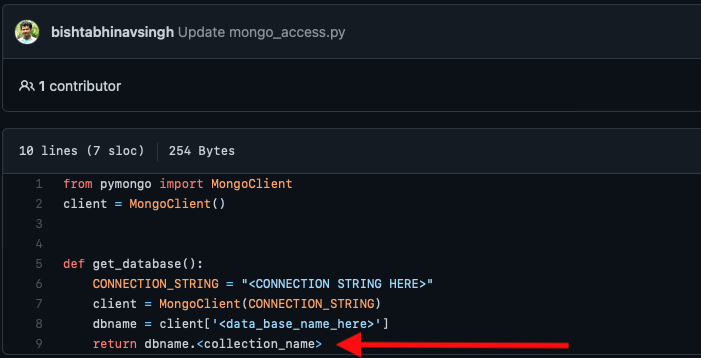 bishtabhinavsingh Update mongo_access.py
1 contributor
10 lines (7 sloc) 254 Bytes
1 from pymongo import MongoClient
2 client = MongoClient()
3
4
5 def get_database():
6     CONNECTION_STRING = "<CONNECTION STRING HERE>"
7     client = MongoClient(CONNECTION_STRING)
8     dbname = client['<data_base_name_here>']
9     return dbname.<collection_name>